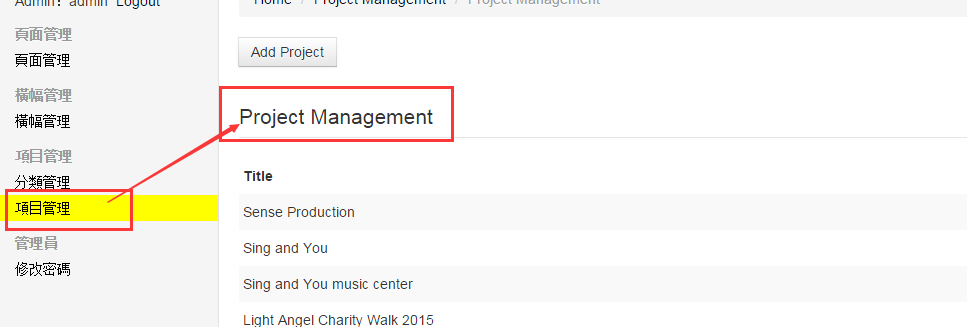 Admin: admin Logout
頁面管理
頁面管理
橫幅管理
橫幅管理
項目管理
分類管理
項目管理
管理員
修改密碼
Home / Project Management / Project Management
Add Project
Project Management
Title
Sense Production
Sing and You
Sing and You music center
Light Angel Charity Walk 2015